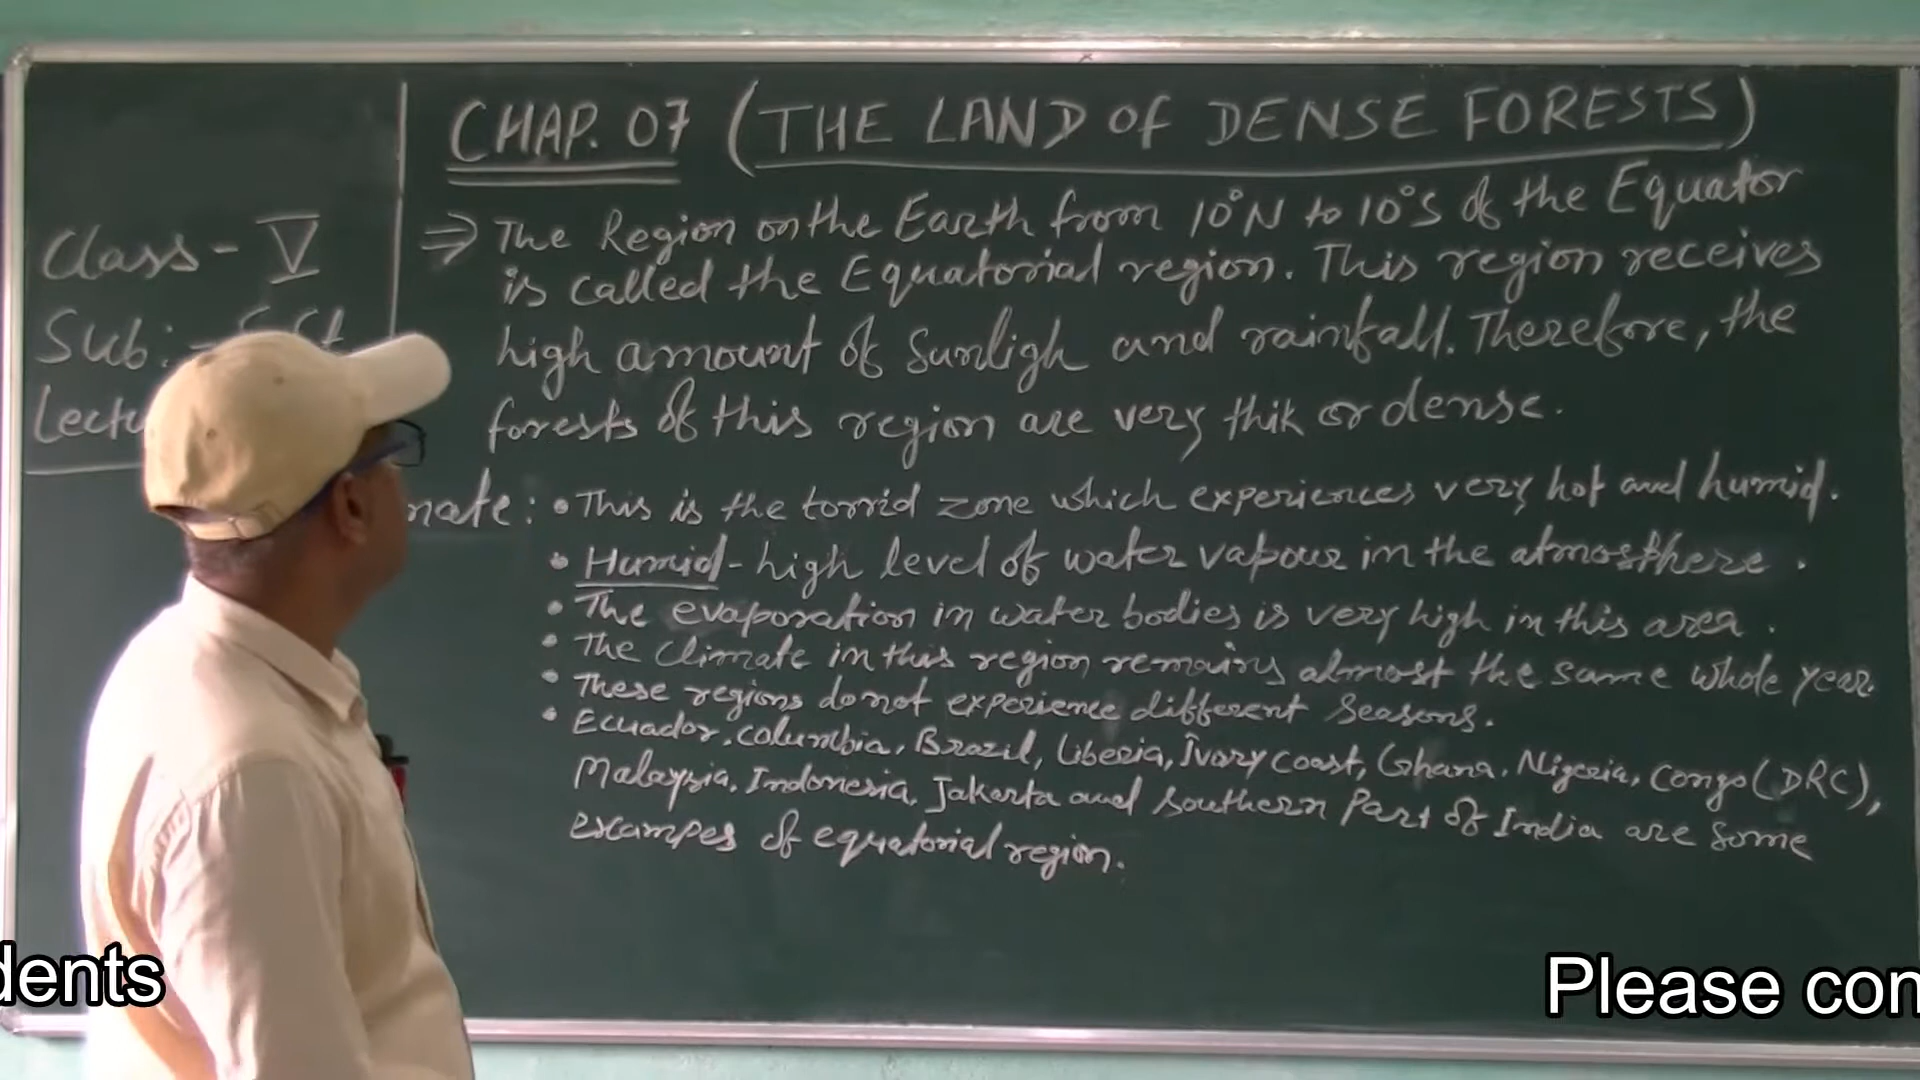 CHAP. 07 (THE LAND of DENSE FORESTS)
Class - V
Sub: -
⇒ The Region on the Earth from 10°N to 10°S of the Equator
is called the Equatorial region. This region receives
high amount of Sunligh and rainfall. Therefore, the
forests of this region are very thik or dense.
mate: • This is the torrid zone which experiences very hot and humid.
• Humid - high level of water vapour in the atmosthere.
• The evaporation in water bodies is very high in this area.
• The climate in this region remains almost the same whole year.
• These regions do not experience different seasons.
• Ecuador, Columbia, Brazil, Liberia, Ivory coast, Ghana, Nigeria, Congo (DRC),
Malaysia, Indonesia, Jakarta and southern Part of India are some
exampes of equatorial region.
dents
Please con